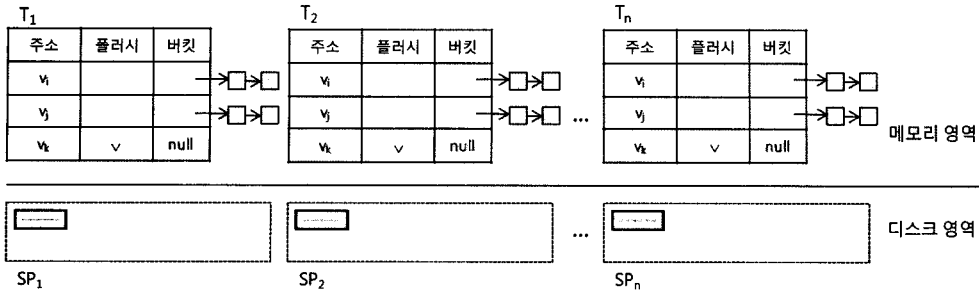 T1 T2 Tn
주소 플러시 버킷 주소 플러시 버킷 주소 플러시 버킷
vi vi vi
vj vj ... vj
vk v null vk v null vk v null
메모리 영역
... 디스크 영역
SP1 SP2 SPn